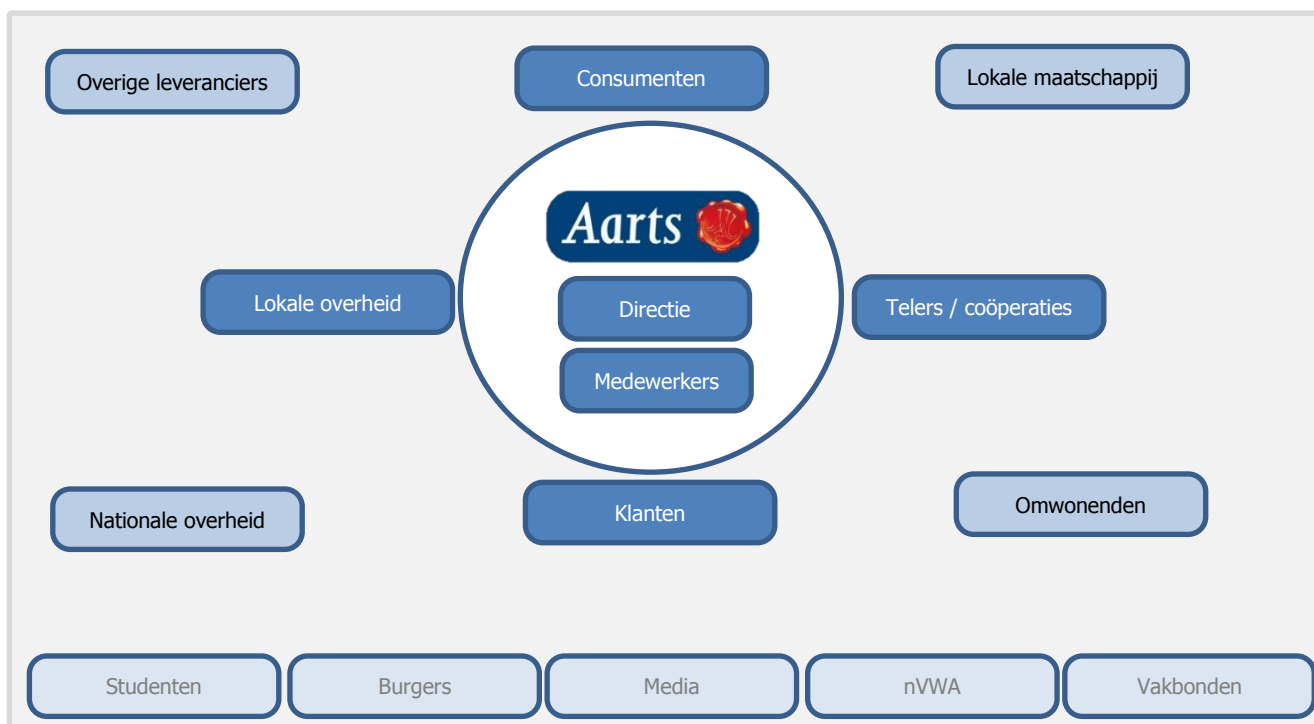 Overige leveranciers
Consumenten
Lokale maatschappij
Aarts
Lokale overheid
Directie
Telers / coöperaties
Medewerkers
Nationale overheid
Klanten
Omwonenden
Studenten
Burgers
Media
nVWA
Vakbonden